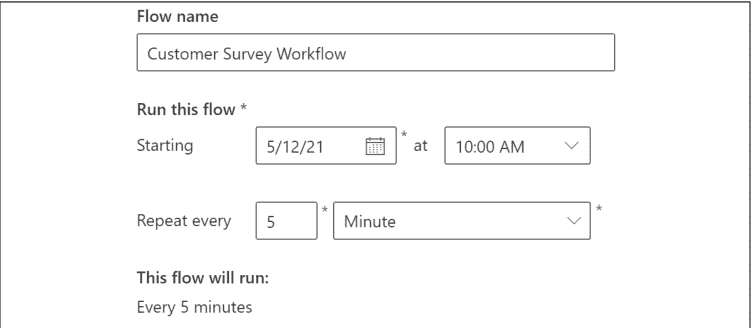 Flow name
Customer Survey Workflow
Run this flow *
Starting 5/12/21 * at 10:00 AM
Repeat every 5 * Minute *
This flow will run:
Every 5 minutes